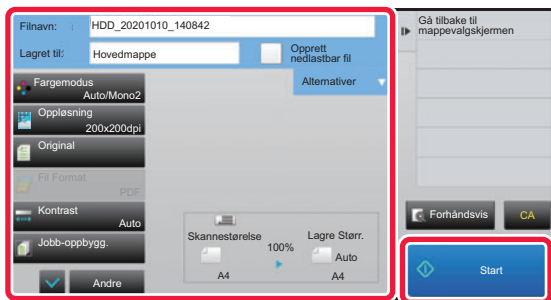 Filnavn: : HDD_20201010_140842
Lagret til: Hovedmappe
Opprett
nedlastbar fil
Fargemodus
Auto/Mono2
Alternativer
Oppløsning
200x200dpi
Original
Fil Format
PDF
Kontrast
Auto
Jobb-oppbygg.
Andre
Skannestørelse
A4
100%
Lagre Størr.
Auto
A4
Gå tilbake til
mappevalgskjermen
Forhåndsvis
CA
Start